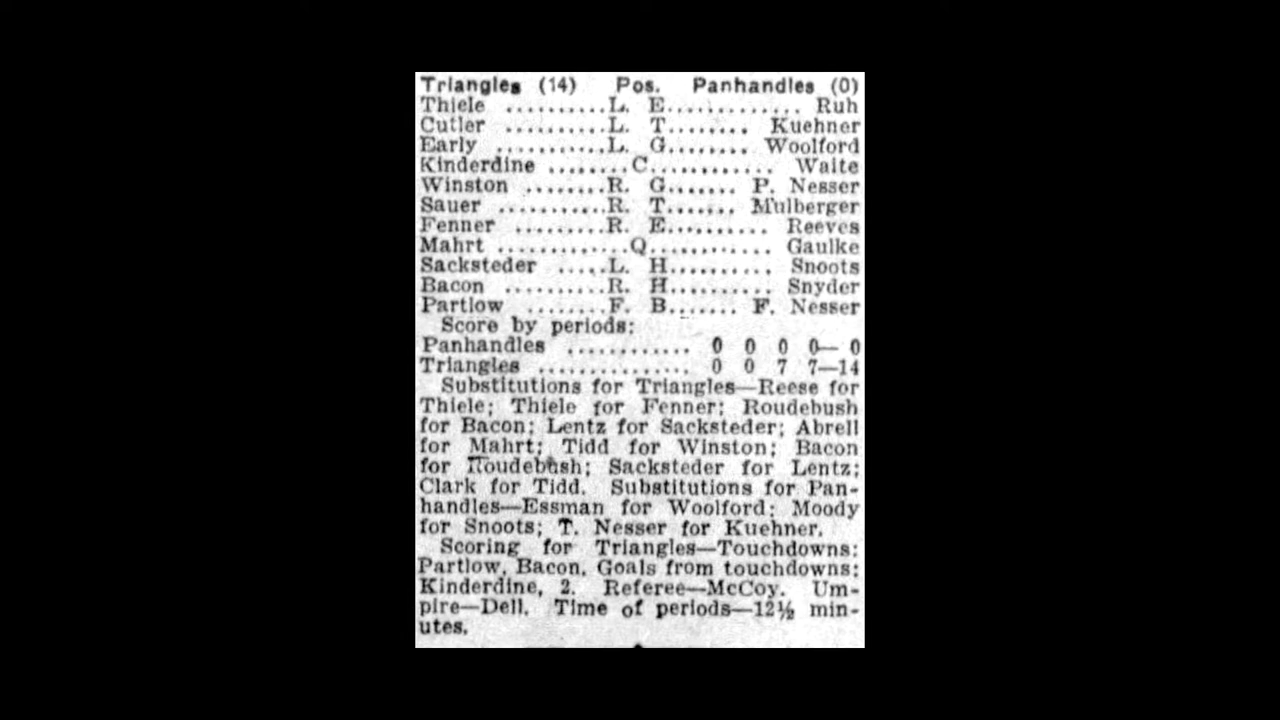 Triangles (14) Pos. Panhandles (0)
Thiele ..........L. E............. Ruh
Cutler ..........L. T........ Kuehner
Early ...........L. G........ Woolford
Kinderdine ........C............ Waite
Winston ........R. G....... P. Nesser
Sauer ...........R. T....... Mulberger
Fenner .........R. E.......... Reeves
Mahrt .............Q............ Gaulke
Sacksteder .....L. H.......... Snoots
Bacon ..........R. H.......... Snyder
Partlow ........F. B....... F. Nesser
Score by periods:
Panhandles ............ 0 0 0 0— 0
Triangles ............... 0 0 7 7—14
Substitutions for Triangles—Reese for
Thiele; Thiele for Fenner; Roudebush
for Bacon; Lentz for Sacksteder; Abrell
for Mahrt; Tidd for Winston; Bacon
for Roudebush; Sacksteder for Lentz;
Clark for Tidd. Substitutions for Pan-
handles—Essman for Woolford; Moody
for Snoots; T. Nesser for Kuehner.
Scoring for Triangles—Touchdowns:
Partlow, Bacon. Goals from touchdowns:
Kinderdine, 2. Referee—McCoy. Um-
pire—Dell. Time of periods—12½ min-
utes.